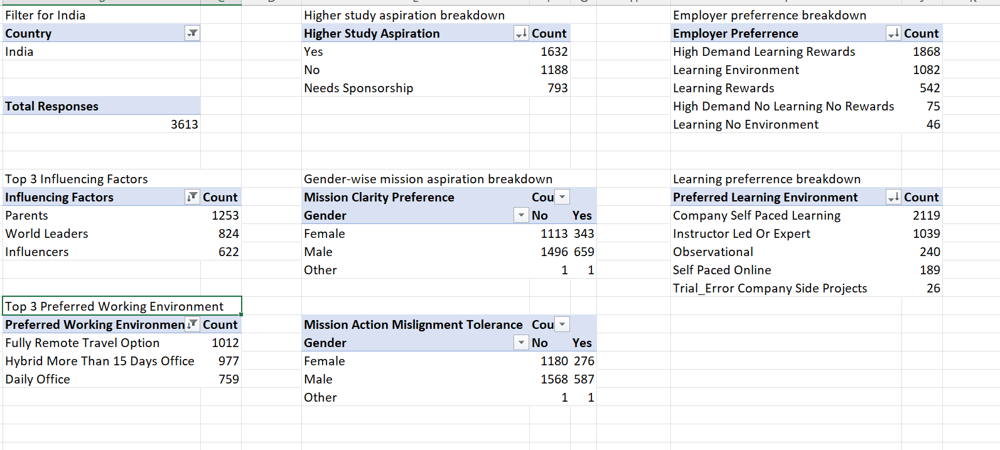 Filter for India
Country
India
Total Responses
3613
Higher study aspiration breakdown
Higher Study Aspiration Count
Yes 1632
No 1188
Needs Sponsorship 793
Employer preferrence breakdown
Employer Preferrence Count
High Demand Learning Rewards 1868
Learning Environment 1082
Learning Rewards 542
High Demand No Learning No Rewards 75
Learning No Environment 46
Top 3 Influencing Factors
Influencing Factors Count
Parents 1253
World Leaders 824
Influencers 622
Gender-wise mission aspiration breakdown
Mission Clarity Preference Cou
Gender No Yes
Female 1113 343
Male 1496 659
Other 1 1
Learning preferrence breakdown
Preferred Learning Environment Count
Company Self Paced Learning 2119
Instructor Led Or Expert 1039
Observational 240
Self Paced Online 189
Trial_Error Company Side Projects 26
Top 3 Preferred Working Environment
Preferred Working Environmen Count
Fully Remote Travel Option 1012
Hybrid More Than 15 Days Office 977
Daily Office 759
Mission Action Mislignment Tolerance Cou
Gender No Yes
Female 1180 276
Male 1568 587
Other 1 1